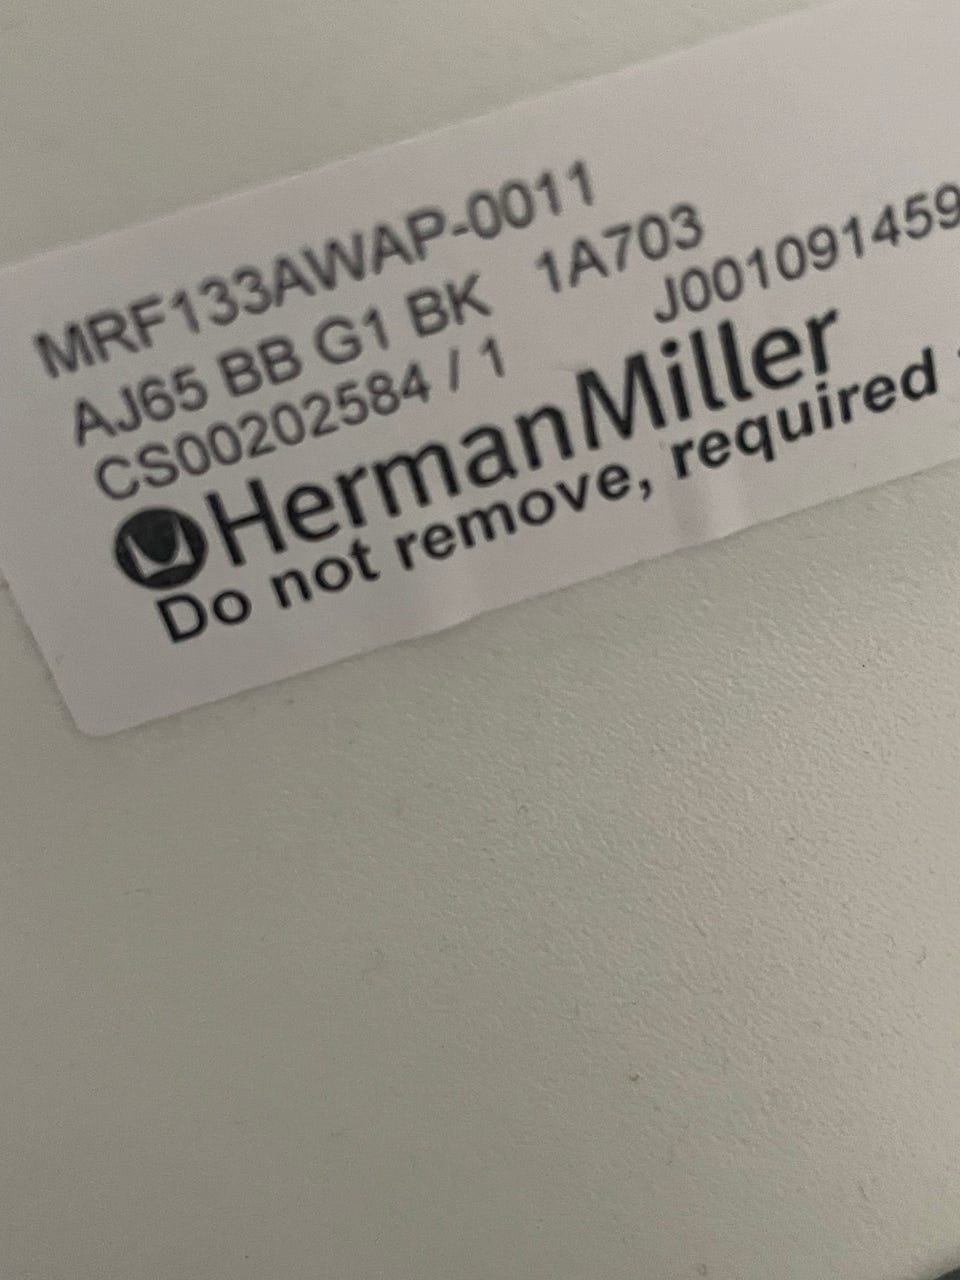 MRF133AWAP-0011
AJ65 BB G1 BK 1A703
CS00202584 / 1 J001091459
HermanMiller
Do not remove, required